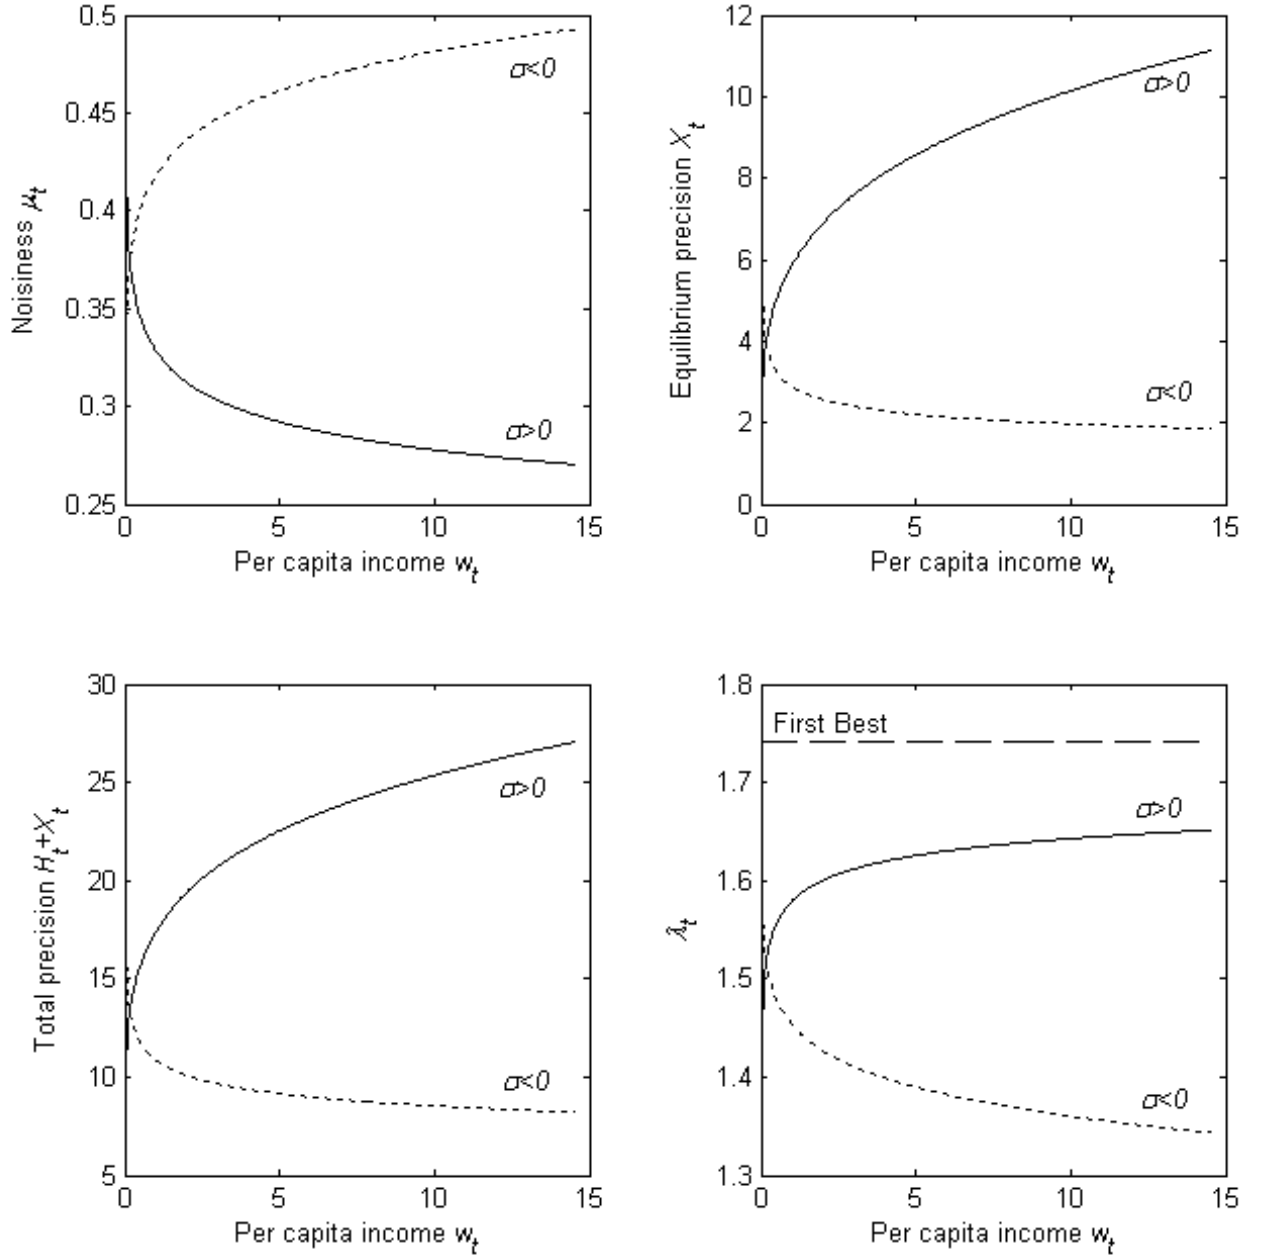 0.5
0.45
0.4
0.35
0.3
0.25
0
5
10
15
Noisiness μt
Per capita income wt
σ<0
σ>0
12
10
8
6
4
2
0
0
5
10
15
Equilibrium precision Xt
Per capita income wt
σ>0
σ<0
30
25
20
15
10
5
0
5
10
15
Total precision Ht+Xt
Per capita income wt
σ>0
σ<0
1.8
1.7
1.6
1.5
1.4
1.3
0
5
10
15
λ̂t
Per capita income wt
First Best
σ>0
σ<0